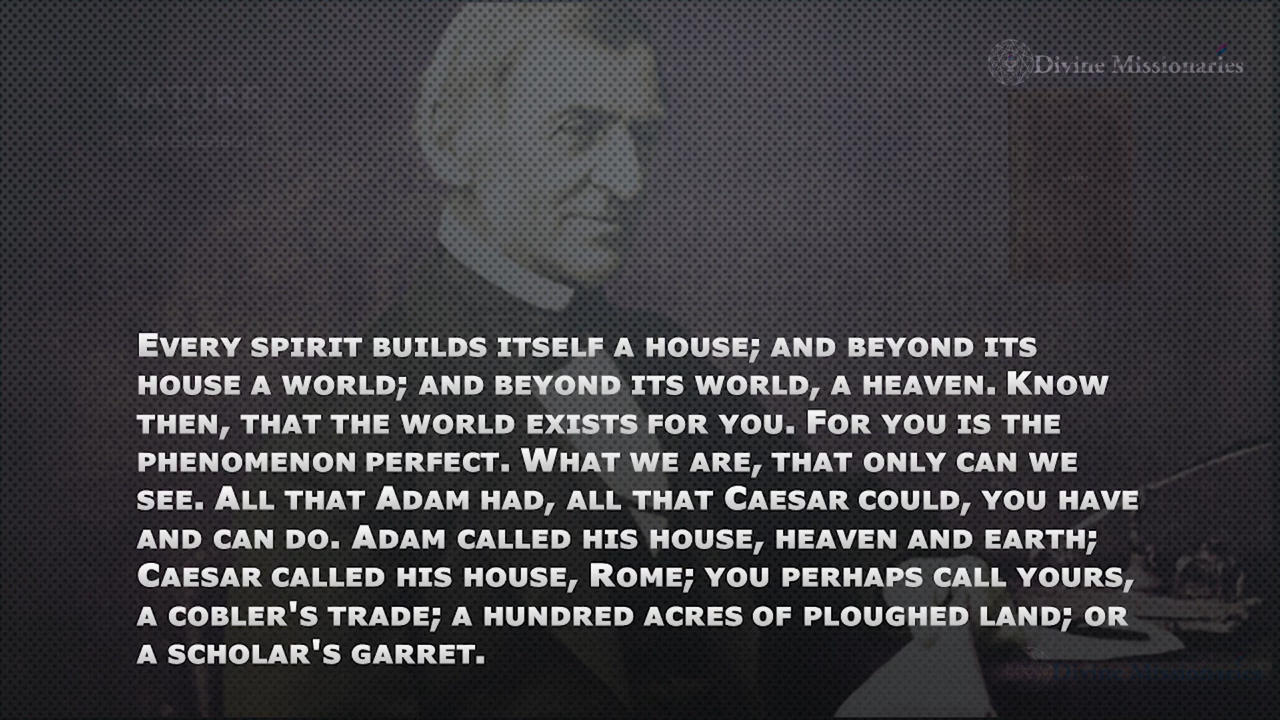 NATURE
Divine Missionaries
Every spirit builds itself a house; and beyond its
house a world; and beyond its world, a heaven. Know
then, that the world exists for you. For you is the
phenomenon perfect. What we are, that only can we
see. All that Adam had, all that Caesar could, you have
and can do. Adam called his house, heaven and earth;
Caesar called his house, Rome; you perhaps call yours,
a cobler's trade; a hundred acres of ploughed land; or
a scholar's garret.